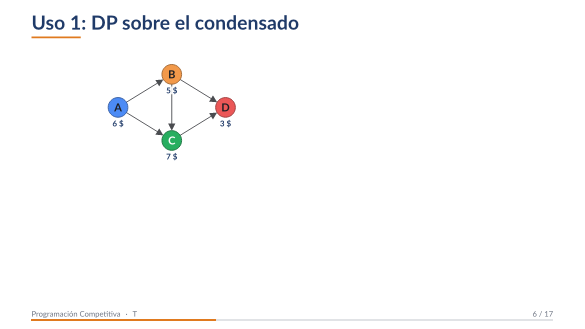 Uso 1: DP sobre el condensado
B
5 $
A
6 $
D
3 $
C
7 $
Programación Competitiva · T
6 / 17